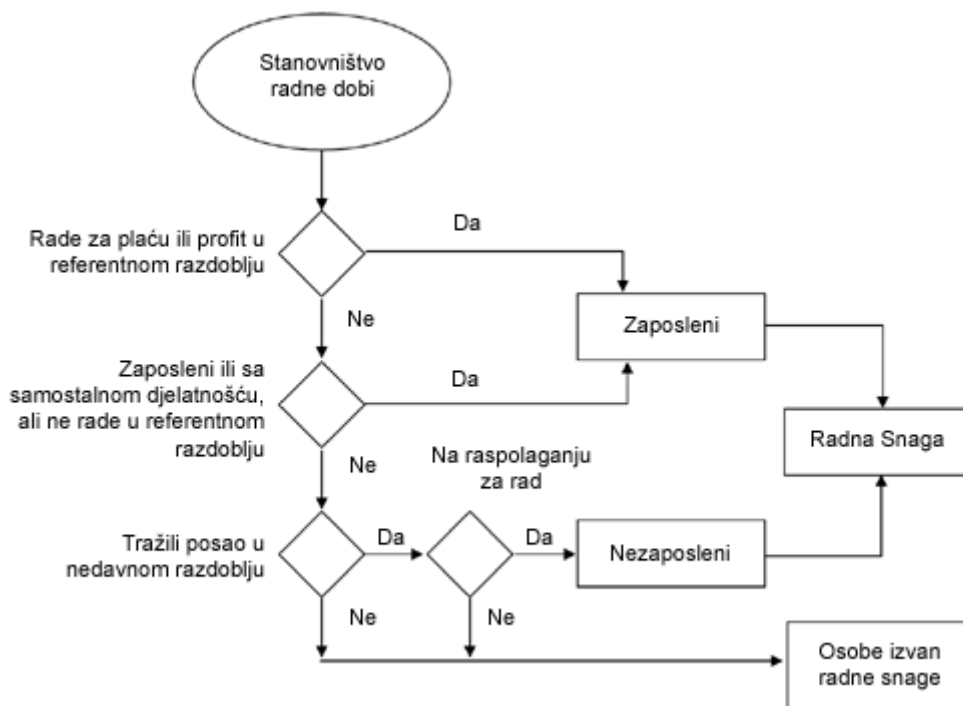 Stanovništvo
radne dobi
Rade za plaću ili profit u
referentnom razdoblju
Da
Ne
Zaposleni
Zaposleni ili sa
samostalnom djelatnošću,
ali ne rade u referentnom
razdoblju
Da
Ne
Radna Snaga
Na raspolaganju
za rad
Tražili posao u
nedavnom razdoblju
Da
Da
Nezaposleni
Ne
Ne
Osobe izvan
radne snage